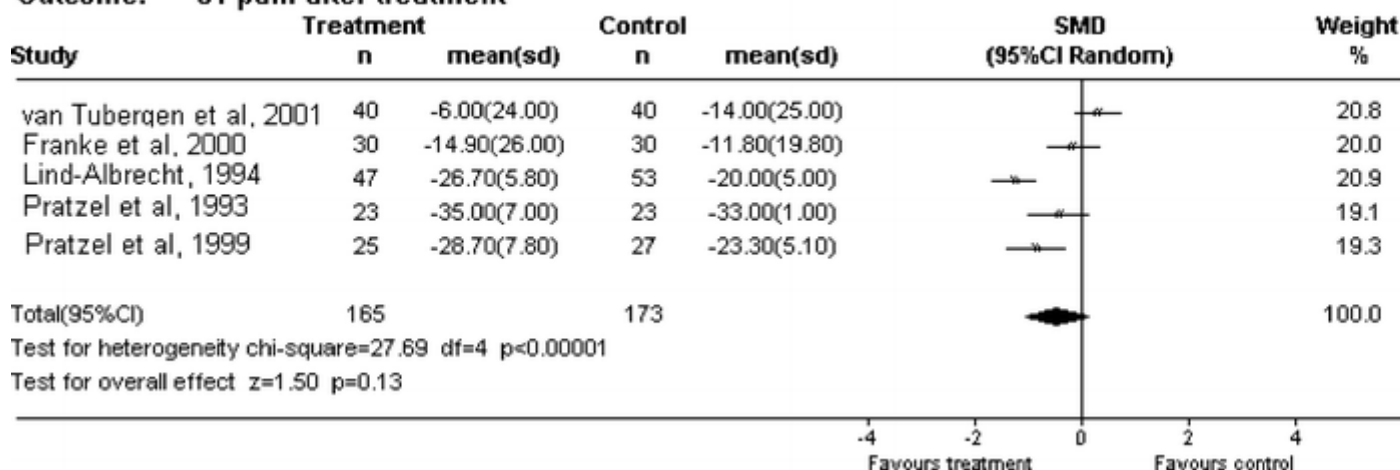 Treatment Control SMD Weight
Study n mean(sd) n mean(sd) (95%CI Random) %
van Tubergen et al, 2001 40 -6.00(24.00) 40 -14.00(25.00) 20.8
Franke et al, 2000 30 -14.90(26.00) 30 -11.80(19.80) 20.0
Lind-Albrecht, 1994 47 -26.70(5.80) 53 -20.00(5.00) 20.9
Pratzel et al, 1993 23 -35.00(7.00) 23 -33.00(1.00) 19.1
Pratzel et al, 1999 25 -28.70(7.80) 27 -23.30(5.10) 19.3
Total(95%CI) 165 173 100.0
Test for heterogeneity chi-square=27.69 df=4 p<0.00001
Test for overall effect z=1.50 p=0.13
-4 -2 0 2 4
Favours treatment Favours control